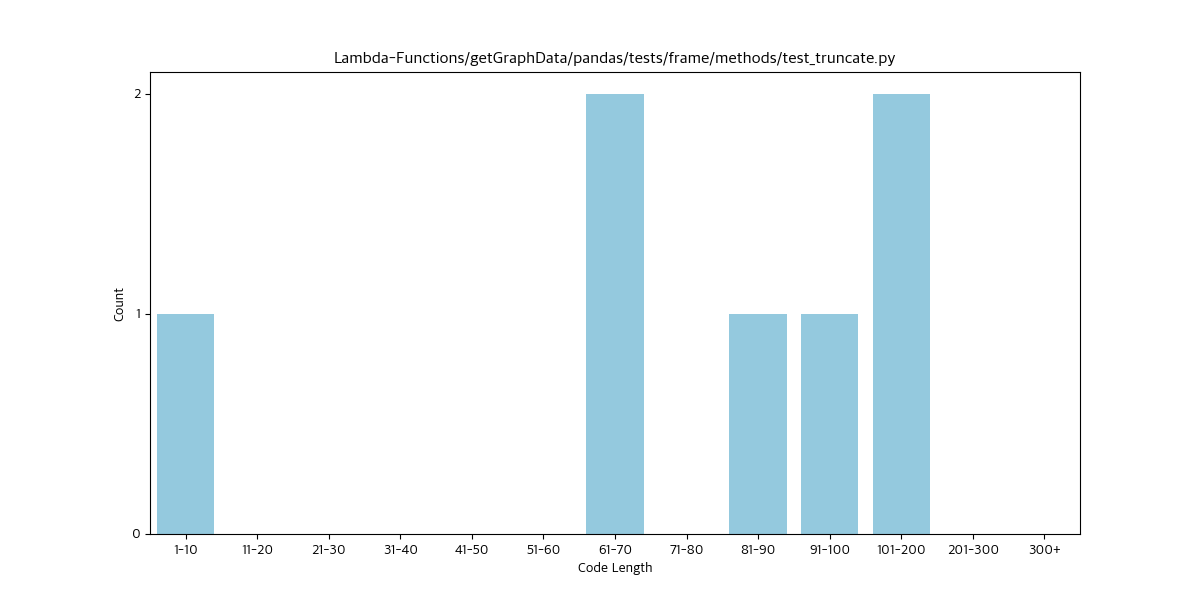 Lambda-Functions/getGraphData/pandas/tests/frame/methods/test_truncate.py
2
1
0
Count
1-10 11-20 21-30 31-40 41-50 51-60 61-70 71-80 81-90 91-100 101-200 201-300 300+
Code Length